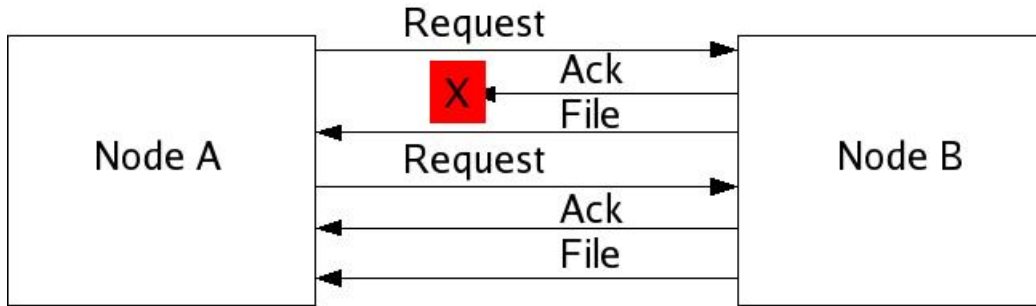 Request
Ack
X
File
Node A
Node B
Request
Ack
File